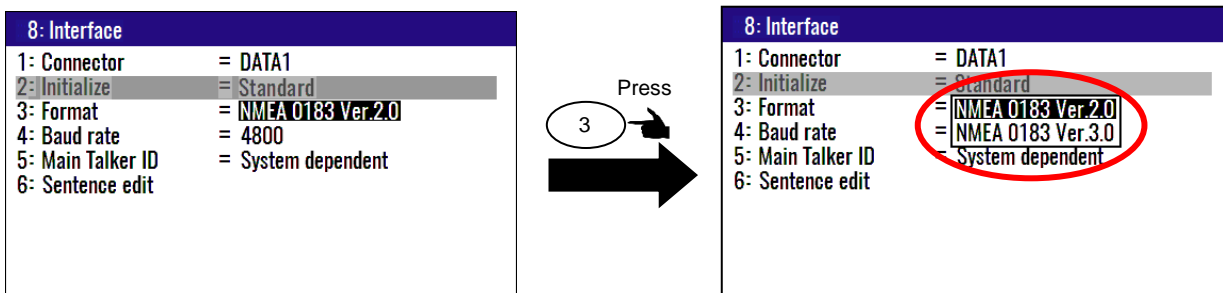 8: Interface
1: Connector = DATA1
2: Initialize = Standard
3: Format = NMEA 0183 Ver.2.0
4: Baud rate = 4800
5: Main Talker ID = System dependent
6: Sentence edit
Press
3
8: Interface
1: Connector = DATA1
2: Initialize = Standard
3: Format = NMEA 0183 Ver.2.0
4: Baud rate = NMEA 0183 Ver.3.0
5: Main Talker ID = System dependent
6: Sentence edit